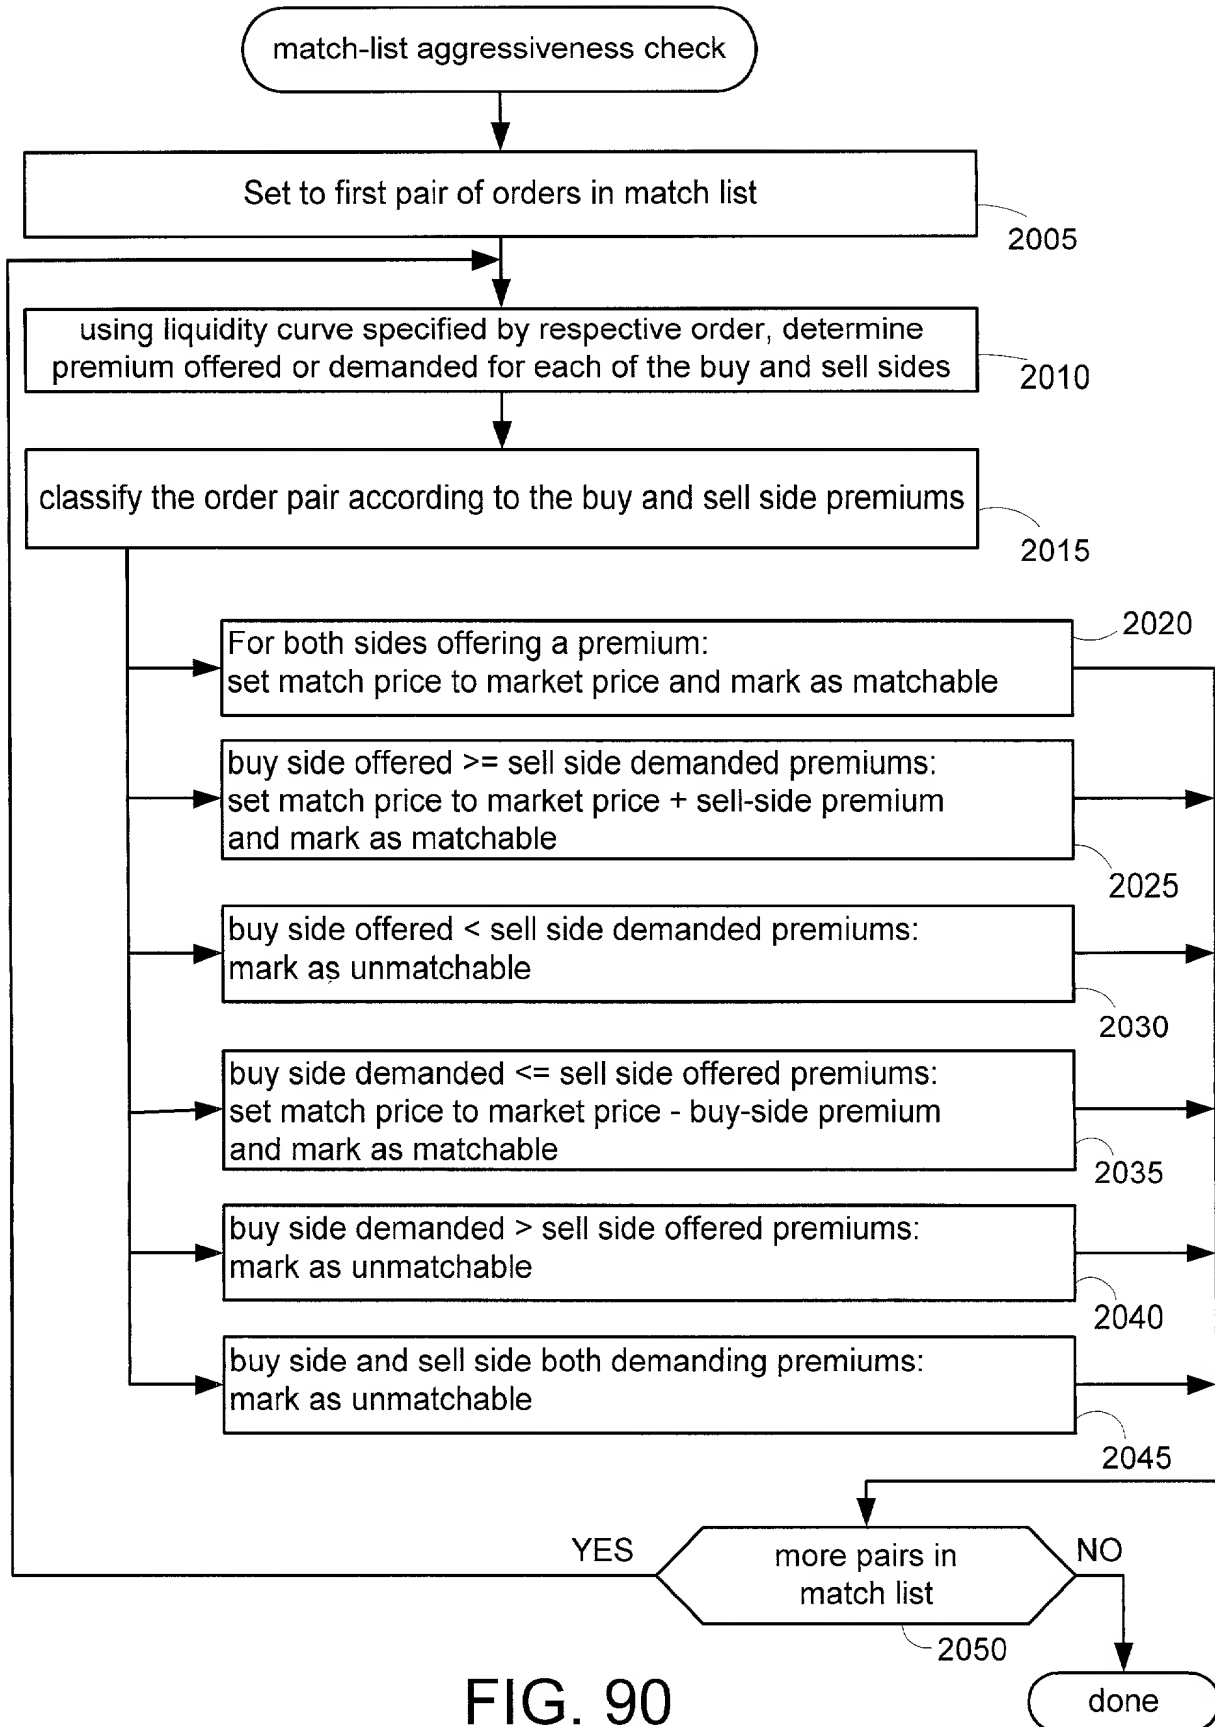 match-list aggressiveness check
Set to first pair of orders in match list
2005
using liquidity curve specified by respective order, determine
premium offered or demanded for each of the buy and sell sides
2010
classify the order pair according to the buy and sell side premiums
2015
2020
For both sides offering a premium:
set match price to market price and mark as matchable
buy side offered >= sell side demanded premiums:
set match price to market price + sell-side premium
and mark as matchable
2025
buy side offered < sell side demanded premiums:
mark as unmatchable
2030
buy side demanded <= sell side offered premiums:
set match price to market price - buy-side premium
and mark as matchable
2035
buy side demanded > sell side offered premiums:
mark as unmatchable
2040
buy side and sell side both demanding premiums:
mark as unmatchable
2045
YES
more pairs in
match list
NO
2050
done
FIG. 90